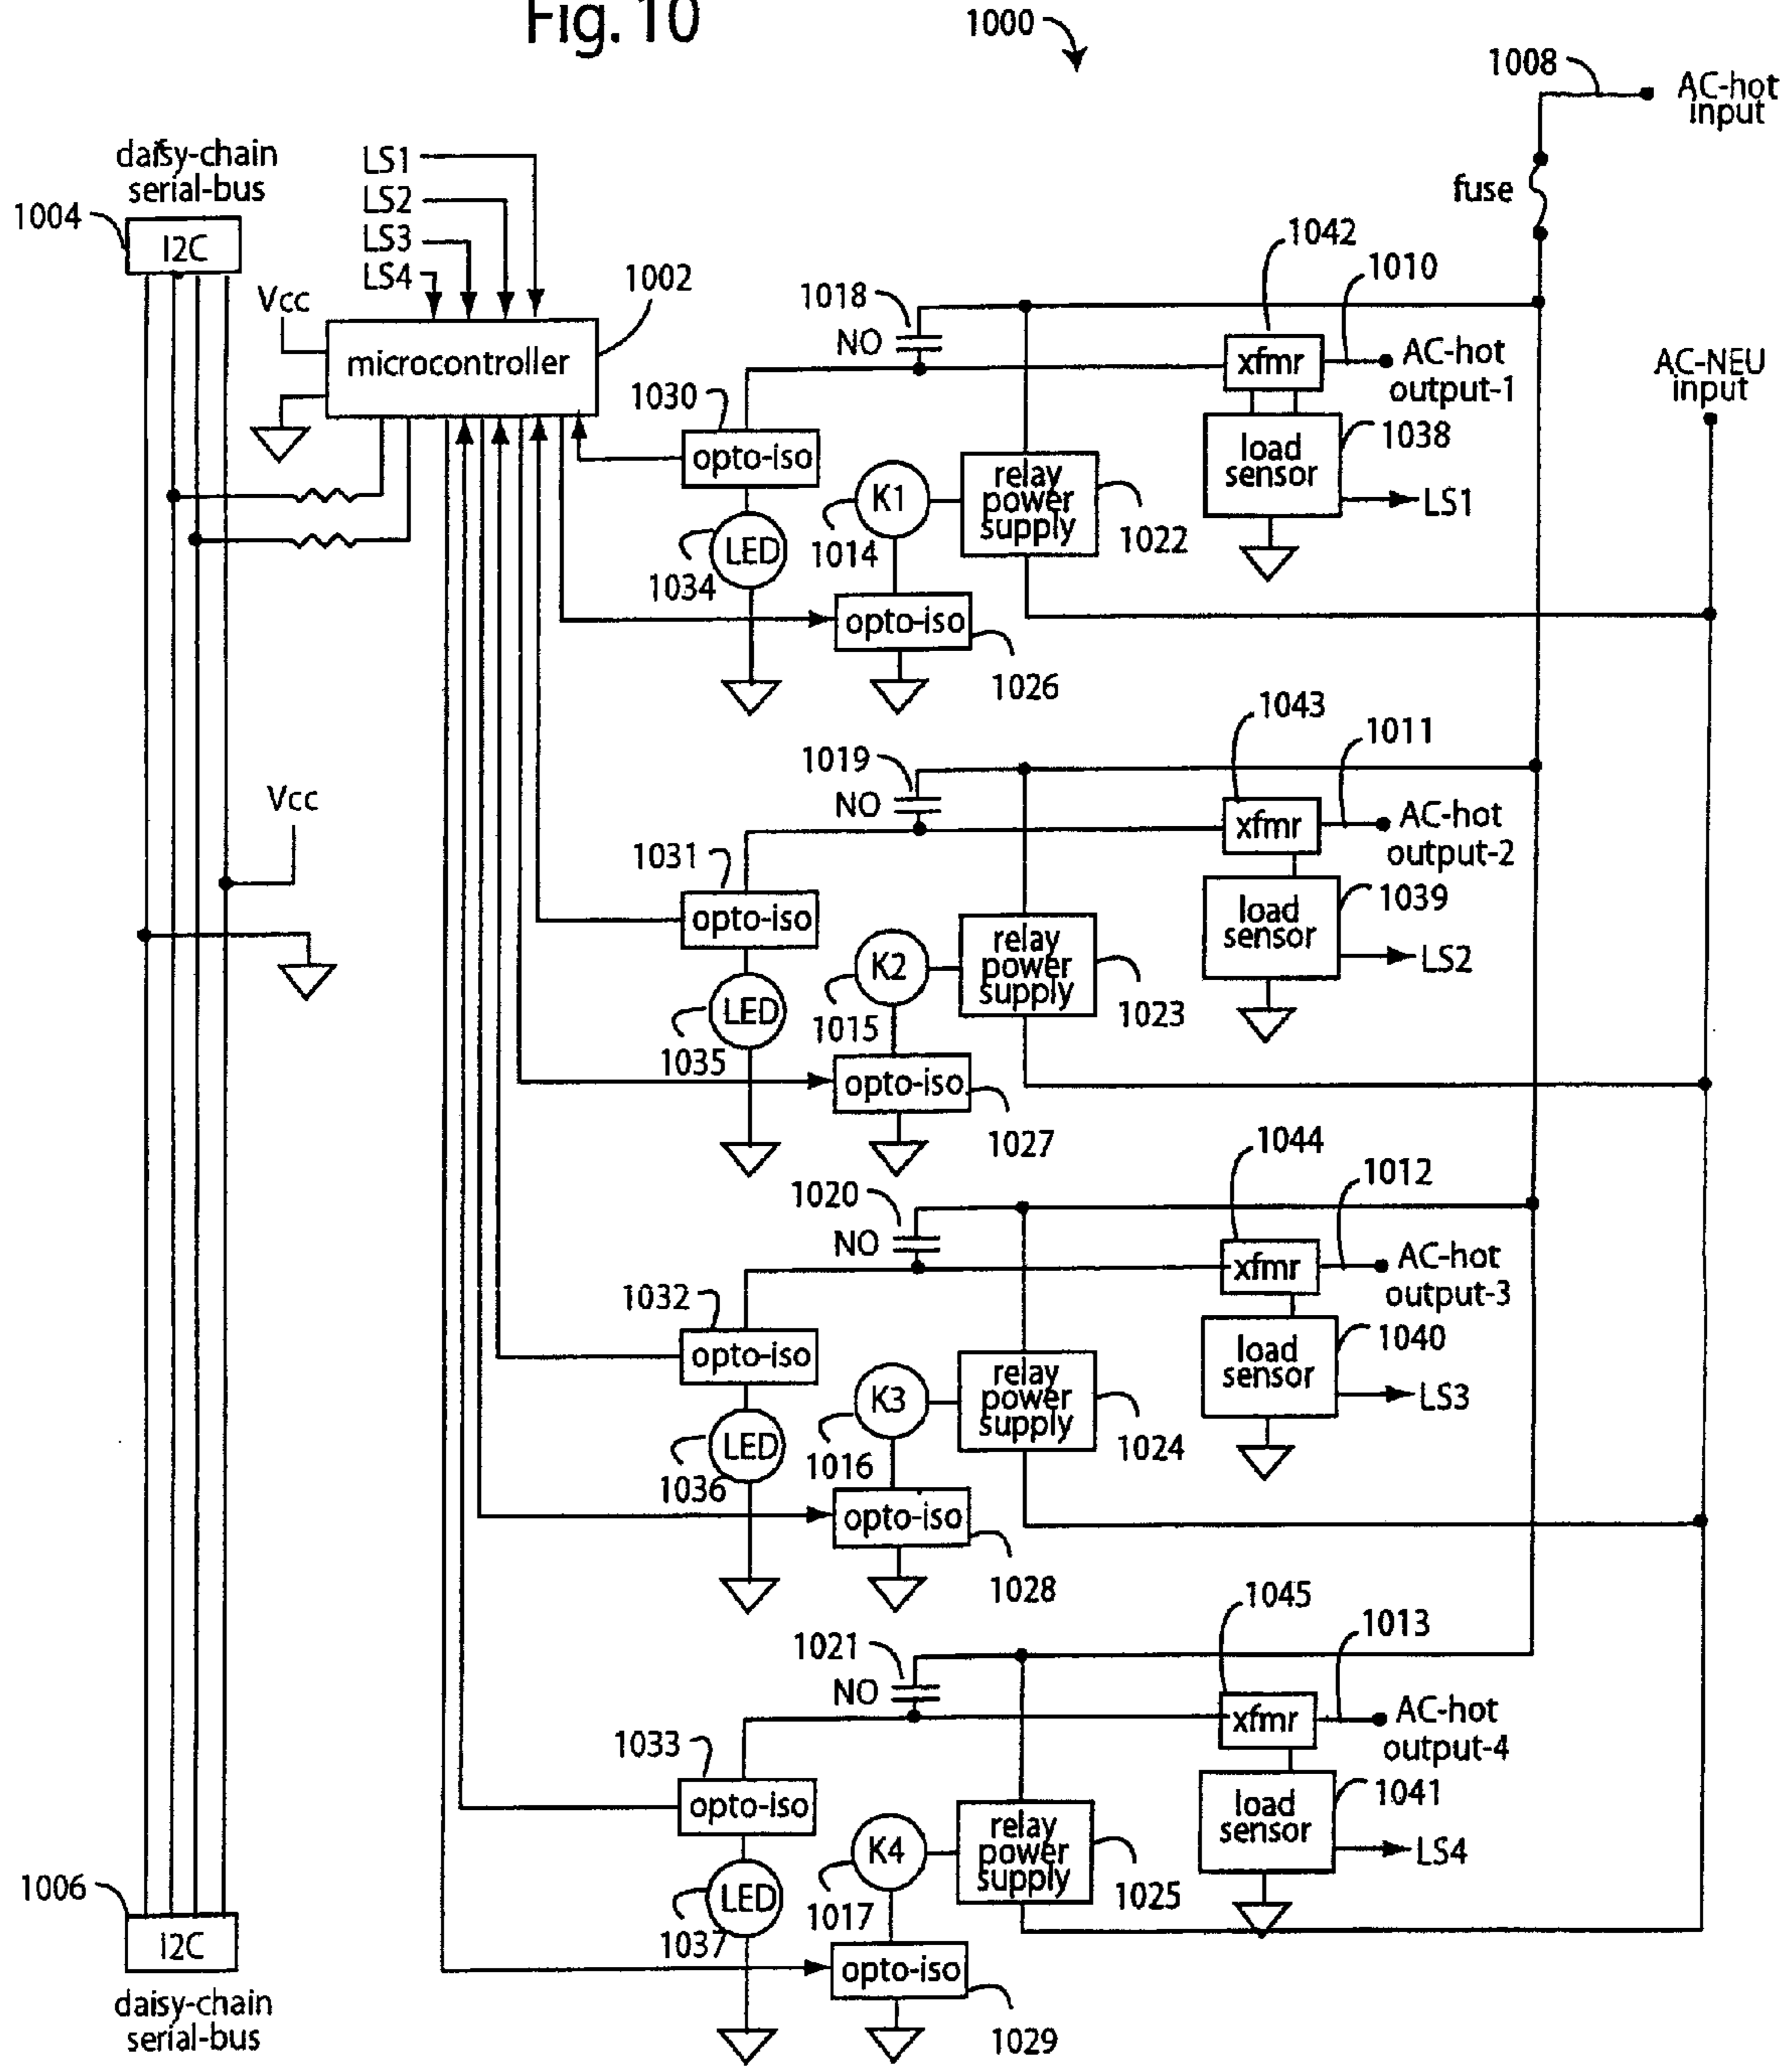 Fig. 10
1000
1008
AC-hot
input
fuse
daisy-chain
serial-bus
1004
I2C
LS1
LS2
LS3
LS4
1002
Vcc
microcontroller
AC-NEU
input
1042
1010
1018
NO
xfmr
AC-hot
output-1
1030
opto-iso
load
sensor
1038
LS1
K1
relay
power
supply
1014
1022
LED
1034
opto-iso
1026
1043
1011
1019
NO
xfmr
AC-hot
output-2
Vcc
1031
opto-iso
load
sensor
1039
LS2
K2
relay
power
supply
1015
1023
LED
1035
opto-iso
1027
1044
1012
1020
NO
xfmr
AC-hot
output-3
1032
opto-iso
load
sensor
1040
LS3
K3
relay
power
supply
1016
1024
LED
1036
opto-iso
1028
1045
1013
1021
NO
xfmr
AC-hot
output-4
1033
opto-iso
load
sensor
1041
LS4
K4
relay
power
supply
1017
1025
LED
1037
opto-iso
1029
1006
I2C
daisy-chain
serial-bus